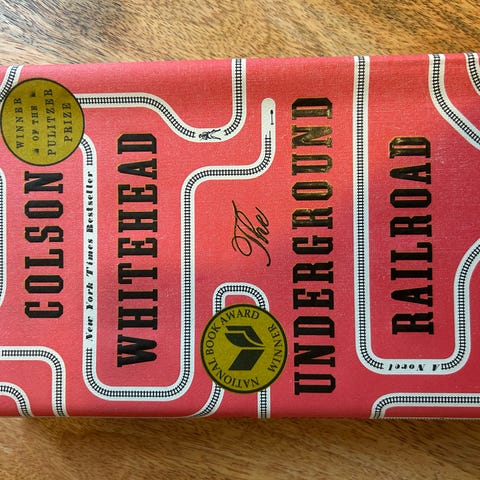 WINNER
OF THE
PULITZER
PRIZE
COLSON
New York Times Bestseller
WHITEHEAD
The
UNDERGROUND
RAILROAD
A Novel
NATIONAL BOOK AWARD
WINNER